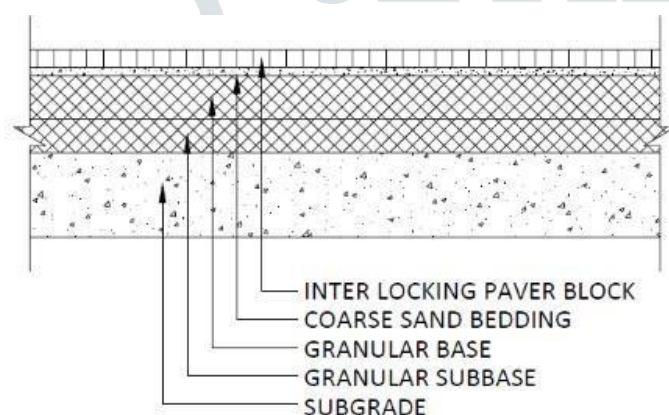 INTER LOCKING PAVER BLOCK
COARSE SAND BEDDING
GRANULAR BASE
GRANULAR SUBBASE
SUBGRADE